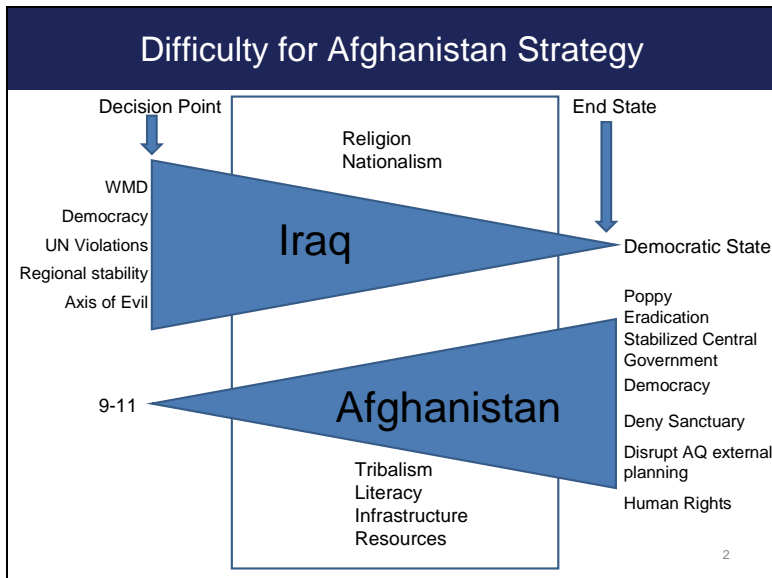 Difficulty for Afghanistan Strategy
Decision Point
End State
Religion
Nationalism
WMD
Democracy
UN Violations
Regional stability
Axis of Evil
Iraq
Democratic State
Poppy
Eradication
Stabilized Central
Government
Democracy
Deny Sanctuary
Disrupt AQ external
planning
Human Rights
9-11
Afghanistan
Tribalism
Literacy
Infrastructure
Resources
2